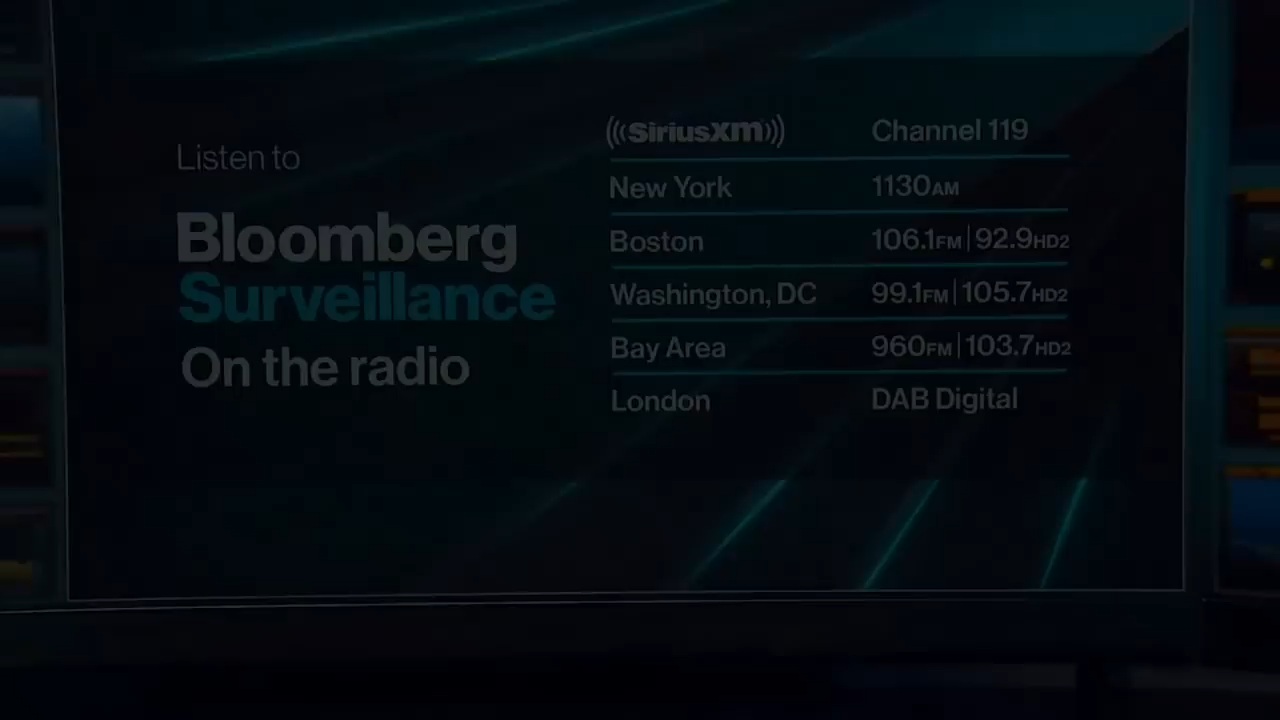 Listen to
Bloomberg
Surveillance
On the radio
SiriusXM Channel 119
New York 1130AM
Boston 106.1FM|92.9HD2
Washington, DC 99.1FM|105.7HD2
Bay Area 960FM|103.7HD2
London DAB Digital